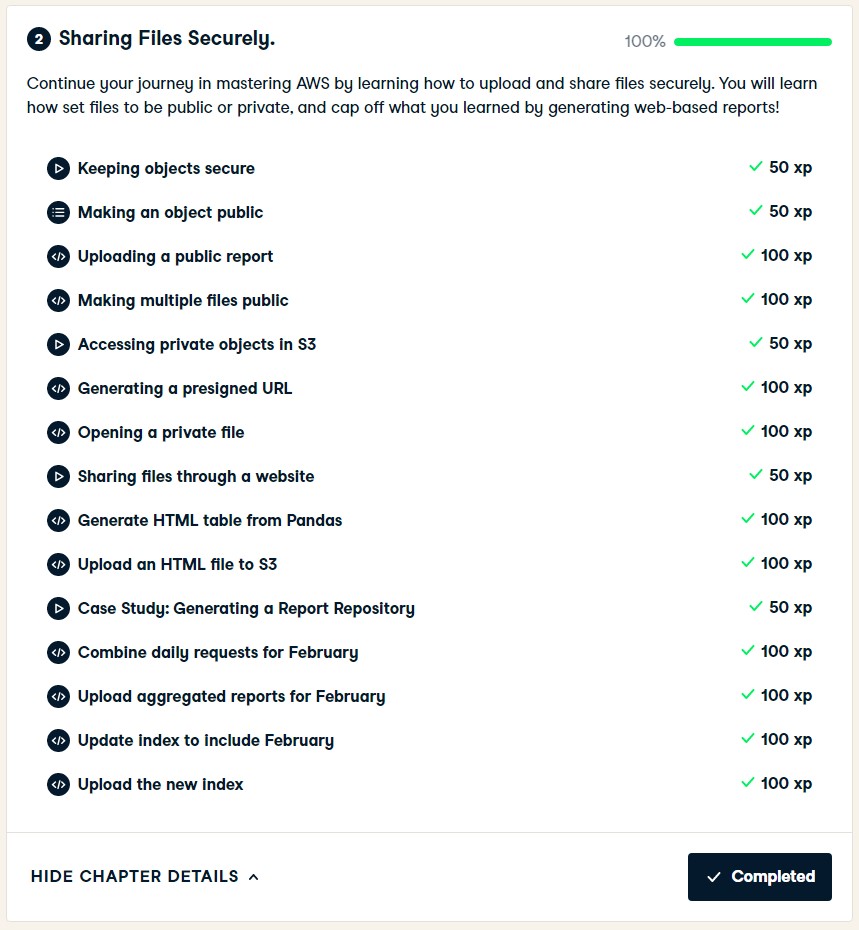 2 Sharing Files Securely. 100%
Continue your journey in mastering AWS by learning how to upload and share files securely. You will learn
how set files to be public or private, and cap off what you learned by generating web-based reports!
Keeping objects secure 50 xp
Making an object public 50 xp
Uploading a public report 100 xp
Making multiple files public 100 xp
Accessing private objects in S3 50 xp
Generating a presigned URL 100 xp
Opening a private file 100 xp
Sharing files through a website 50 xp
Generate HTML table from Pandas 100 xp
Upload an HTML file to S3 100 xp
Case Study: Generating a Report Repository 50 xp
Combine daily requests for February 100 xp
Upload aggregated reports for February 100 xp
Update index to include February 100 xp
Upload the new index 100 xp
HIDE CHAPTER DETAILS Completed